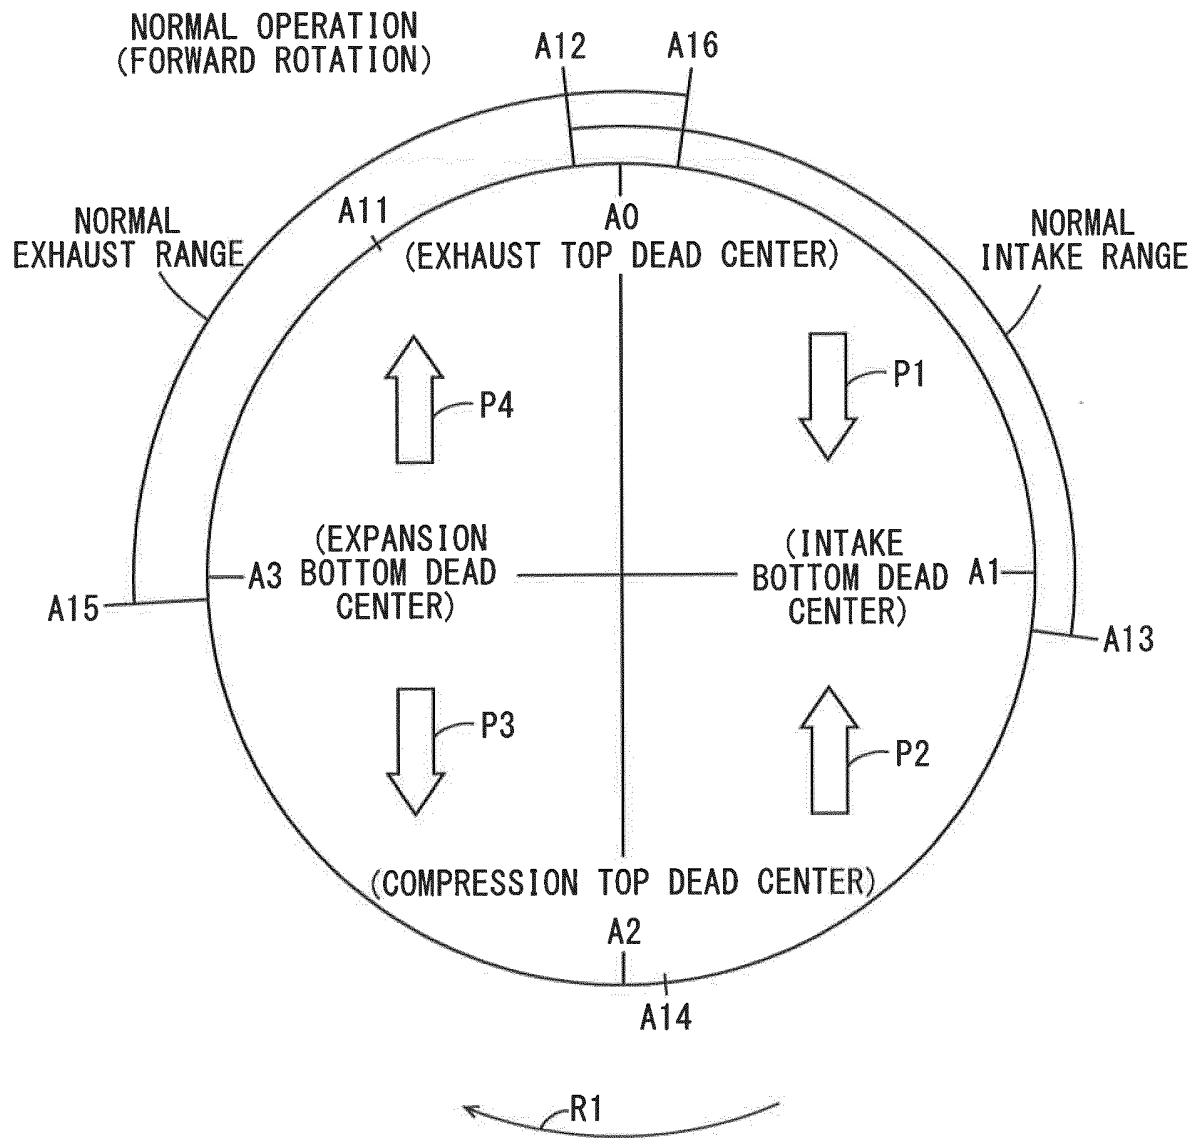 NORMAL OPERATION
(FORWARD ROTATION)
A12
A16
A11
A0
NORMAL
EXHAUST RANGE
(EXHAUST TOP DEAD CENTER)
NORMAL
INTAKE RANGE
P1
P4
(EXPANSION
BOTTOM DEAD
CENTER)
A3
A15
(INTAKE
BOTTOM DEAD
CENTER)
A1
A13
P3
P2
(COMPRESSION TOP DEAD CENTER)
A2
A14
R1